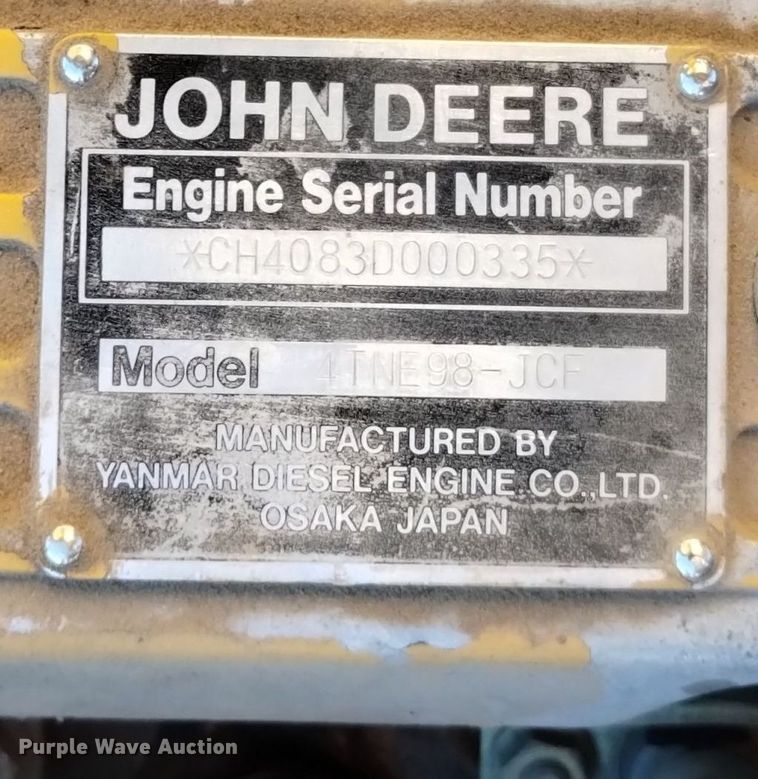 JOHN DEERE
Engine Serial Number
*CH4083D000335*
Model 4TNE98-JCF
MANUFACTURED BY
YANMAR DIESEL ENGINE.CO.,LTD.
OSAKA JAPAN
Purple Wave Auction